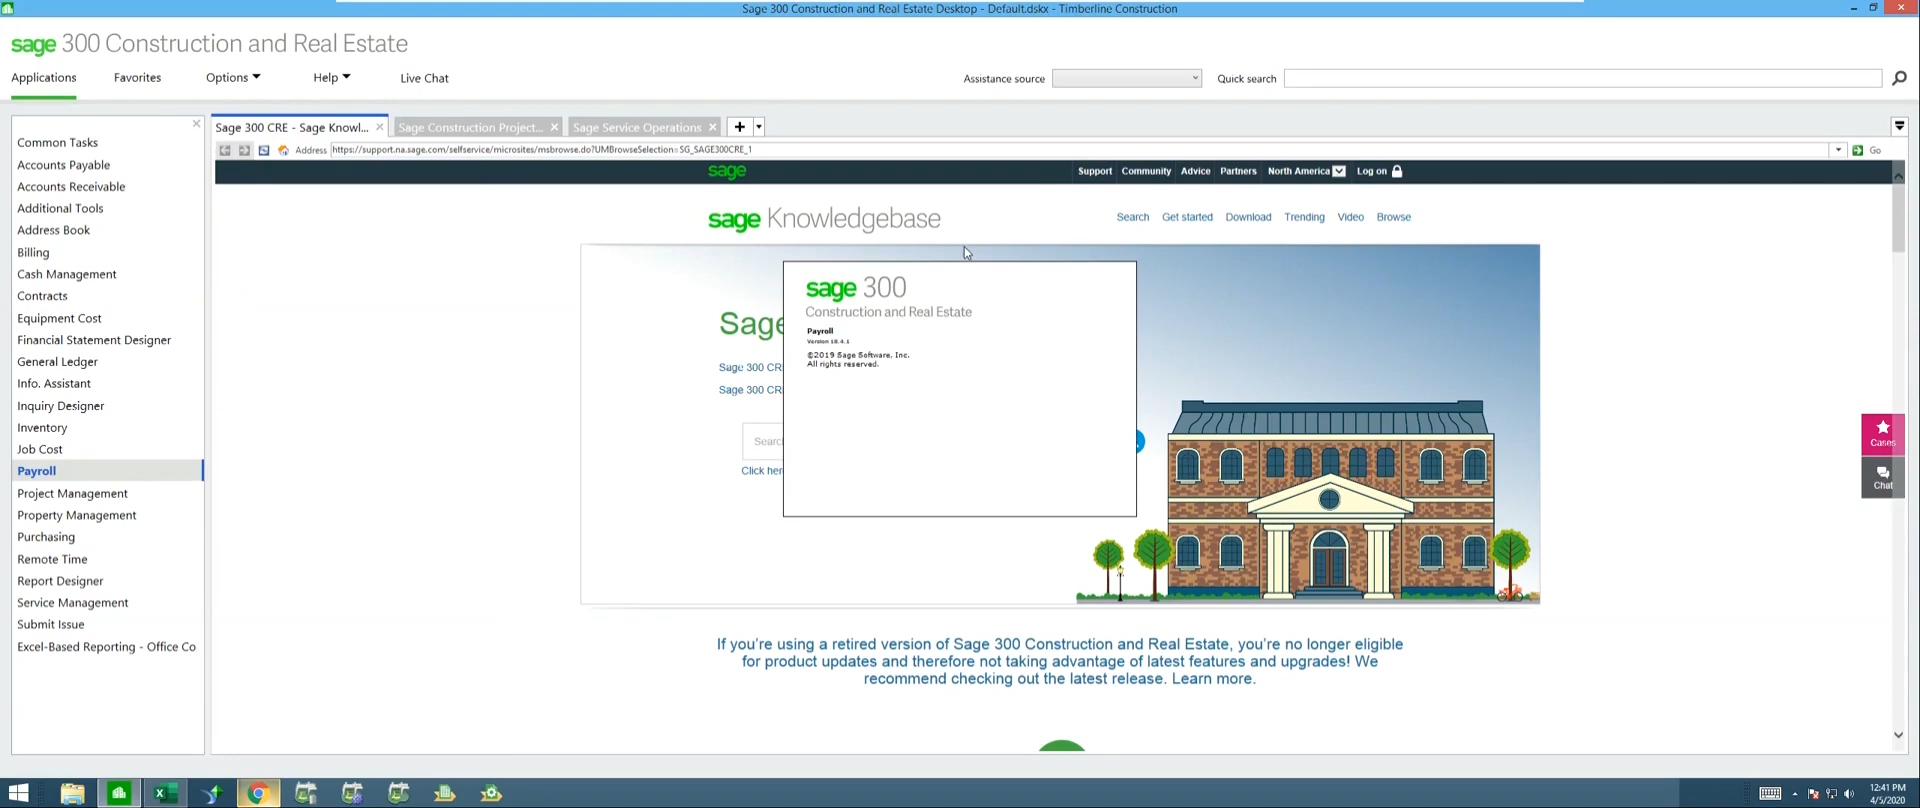 Sage 300 Construction and Real Estate Desktop - Default.dskx - Timberline Construction
sage 300 Construction and Real Estate
Applications Favorites Options Help Live Chat Assistance source Quick search
Common Tasks
Accounts Payable
Accounts Receivable
Additional Tools
Address Book
Billing
Cash Management
Contracts
Equipment Cost
Financial Statement Designer
General Ledger
Info. Assistant
Inquiry Designer
Inventory
Job Cost
Payroll
Project Management
Property Management
Purchasing
Remote Time
Report Designer
Service Management
Submit Issue
Excel-Based Reporting - Office Co
Sage 300 CRE - Sage Knowl... Sage Construction Project... Sage Service Operations
Address https://support.na.sage.com/selfservice/microsites/msbrowse.do?UMBrowseSelection=SG_SAGE300CRE_1 Go
sage Support Community Advice Partners North America Log on
sage Knowledgebase Search Get started Download Trending Video Browse
Sage
Sage 300 CR
Sage 300 CR
Searc
Click her
sage 300
Construction and Real Estate
Payroll
Version 18.4.1
©2019 Sage Software, Inc.
All rights reserved.
Cases
Chat
If you're using a retired version of Sage 300 Construction and Real Estate, you're no longer eligible
for product updates and therefore not taking advantage of latest features and upgrades! We
recommend checking out the latest release. Learn more.
12:41 PM
4/5/2020